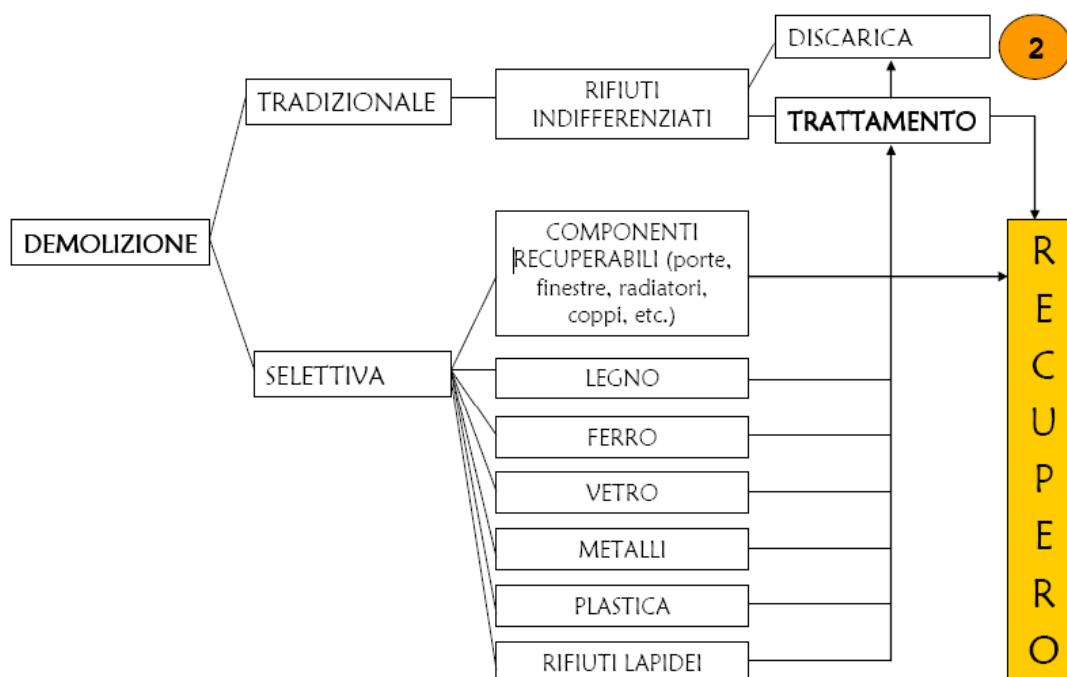 DISCARICA
2
TRADIZIONALE
RIFIUTI
INDIFFERENZIATI
TRATTAMENTO
DEMOLIZIONE
COMPONENTI
RECUPERABILI (porte,
finestre, radiatori,
coppi, etc.)
SELETTIVA
LEGNO
FERRO
VETRO
METALLI
PLASTICA
RIFIUTI LAPIDEI
R
E
C
U
P
E
R
O